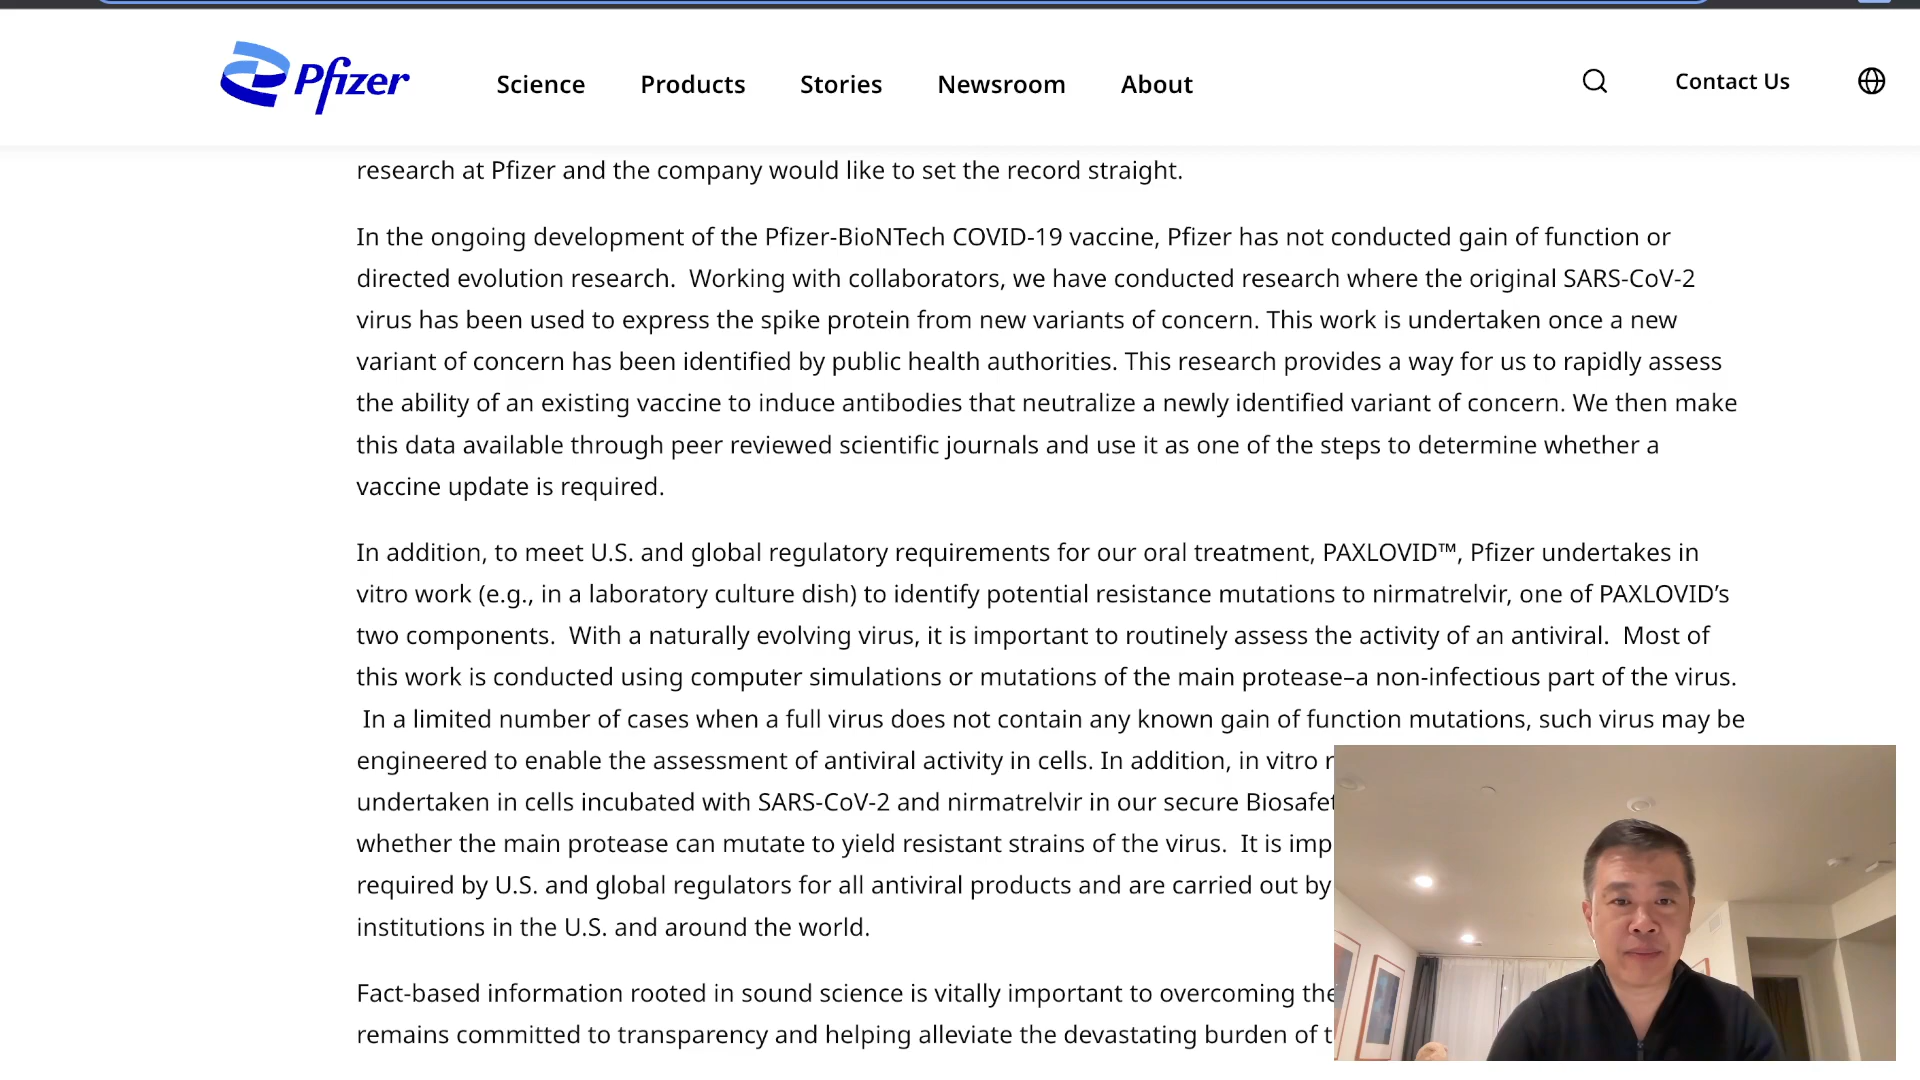 Pfizer
Science Products Stories Newsroom About
Contact Us
research at Pfizer and the company would like to set the record straight.
In the ongoing development of the Pfizer-BioNTech COVID-19 vaccine, Pfizer has not conducted gain of function or
directed evolution research.  Working with collaborators, we have conducted research where the original SARS-CoV-2
virus has been used to express the spike protein from new variants of concern. This work is undertaken once a new
variant of concern has been identified by public health authorities. This research provides a way for us to rapidly assess
the ability of an existing vaccine to induce antibodies that neutralize a newly identified variant of concern. We then make
this data available through peer reviewed scientific journals and use it as one of the steps to determine whether a
vaccine update is required.
In addition, to meet U.S. and global regulatory requirements for our oral treatment, PAXLOVID™, Pfizer undertakes in
vitro work (e.g., in a laboratory culture dish) to identify potential resistance mutations to nirmatrelvir, one of PAXLOVID’s
two components.  With a naturally evolving virus, it is important to routinely assess the activity of an antiviral.  Most of
this work is conducted using computer simulations or mutations of the main protease–a non-infectious part of the virus.
In a limited number of cases when a full virus does not contain any known gain of function mutations, such virus may be
engineered to enable the assessment of antiviral activity in cells. In addition, in vitro
undertaken in cells incubated with SARS-CoV-2 and nirmatrelvir in our secure
whether the main protease can mutate to yield resistant strains of the virus.  It is
required by U.S. and global regulators for all antiviral products and are carried out by
institutions in the U.S. and around the world.
Fact-based information rooted in sound science is vitally important to overcoming the
remains committed to transparency and helping alleviate the devastating burden of